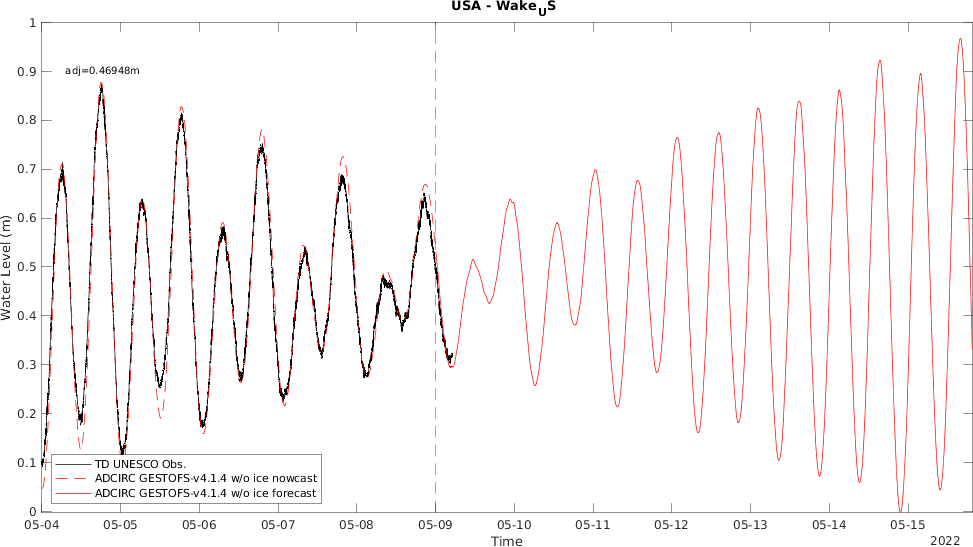 USA - Wake_US
adj=0.46948m
1
0.9
0.8
0.7
0.6
0.5
0.4
0.3
0.2
0.1
0
Water Level (m)
TD UNESCO Obs.
ADCIRC GESTOFS-v4.1.4 w/o ice nowcast
ADCIRC GESTOFS-v4.1.4 w/o ice forecast
05-04 05-05 05-06 05-07 05-08 05-09 05-10 05-11 05-12 05-13 05-14 05-15
Time
2022